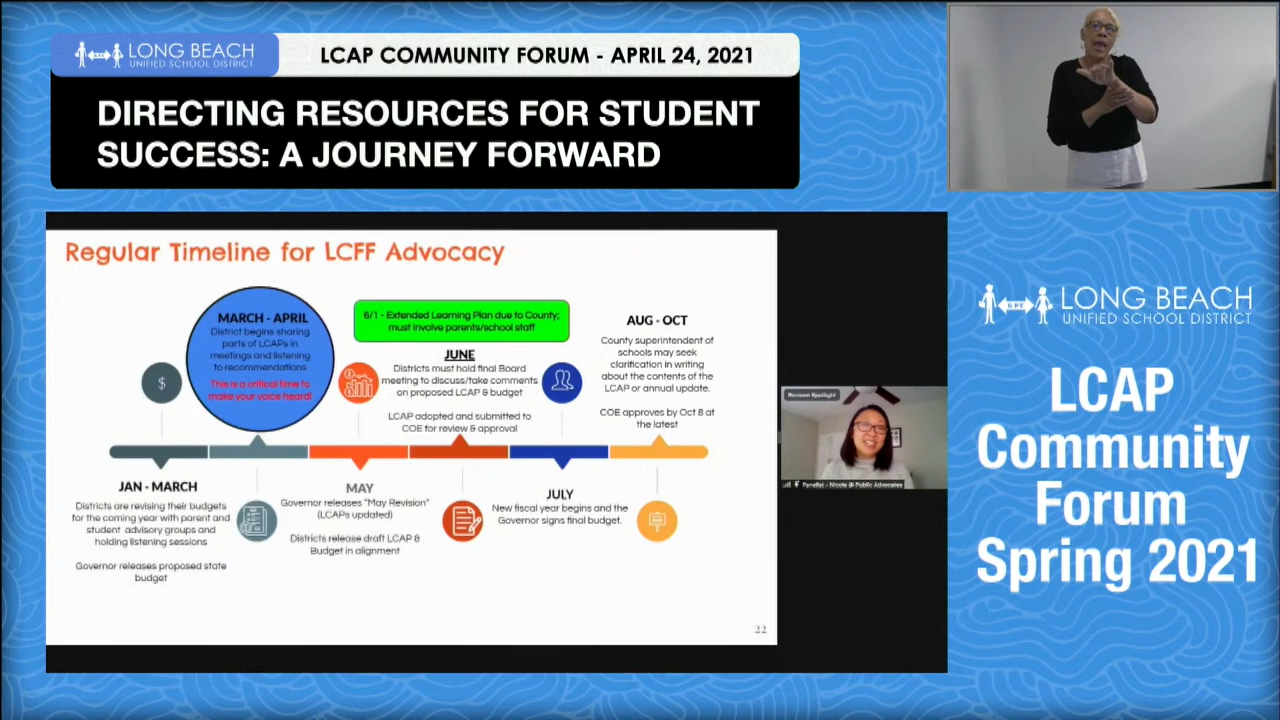 LONG BEACH
UNIFIED SCHOOL DISTRICT
LCAP COMMUNITY FORUM - APRIL 24, 2021
DIRECTING RESOURCES FOR STUDENT
SUCCESS: A JOURNEY FORWARD
Regular Timeline for LCFF Advocacy
MARCH - APRIL
District begins sharing
parts of LCAPs in
meetings and listening
to recommendations
This is a critical time to
make your voice heard!
6/1 - Extended Learning Plan due to County;
must involve parents/school staff
JUNE
Districts must hold final Board
meeting to discuss/take comments
on proposed LCAP & budget
LCAP adopted and submitted to
COE for review & approval
AUG - OCT
County superintendent of
schools may seek
clarification in writing
about the contents of the
LCAP or annual update.
COE approves by Oct 8 at
the latest
$
JAN - MARCH
Districts are revising their budgets
for the coming year with parent and
student advisory groups and
holding listening sessions
Governor releases proposed state
budget
MAY
Governor releases "May Revision"
(LCAPs updated)
Districts release draft LCAP &
Budget in alignment
JULY
New fiscal year begins and the
Governor signs final budget.
22
Remove Spotlight
Panelist - Nicole @ Public Advocates
LONG BEACH
UNIFIED SCHOOL DISTRICT
LCAP
Community
Forum
Spring 2021